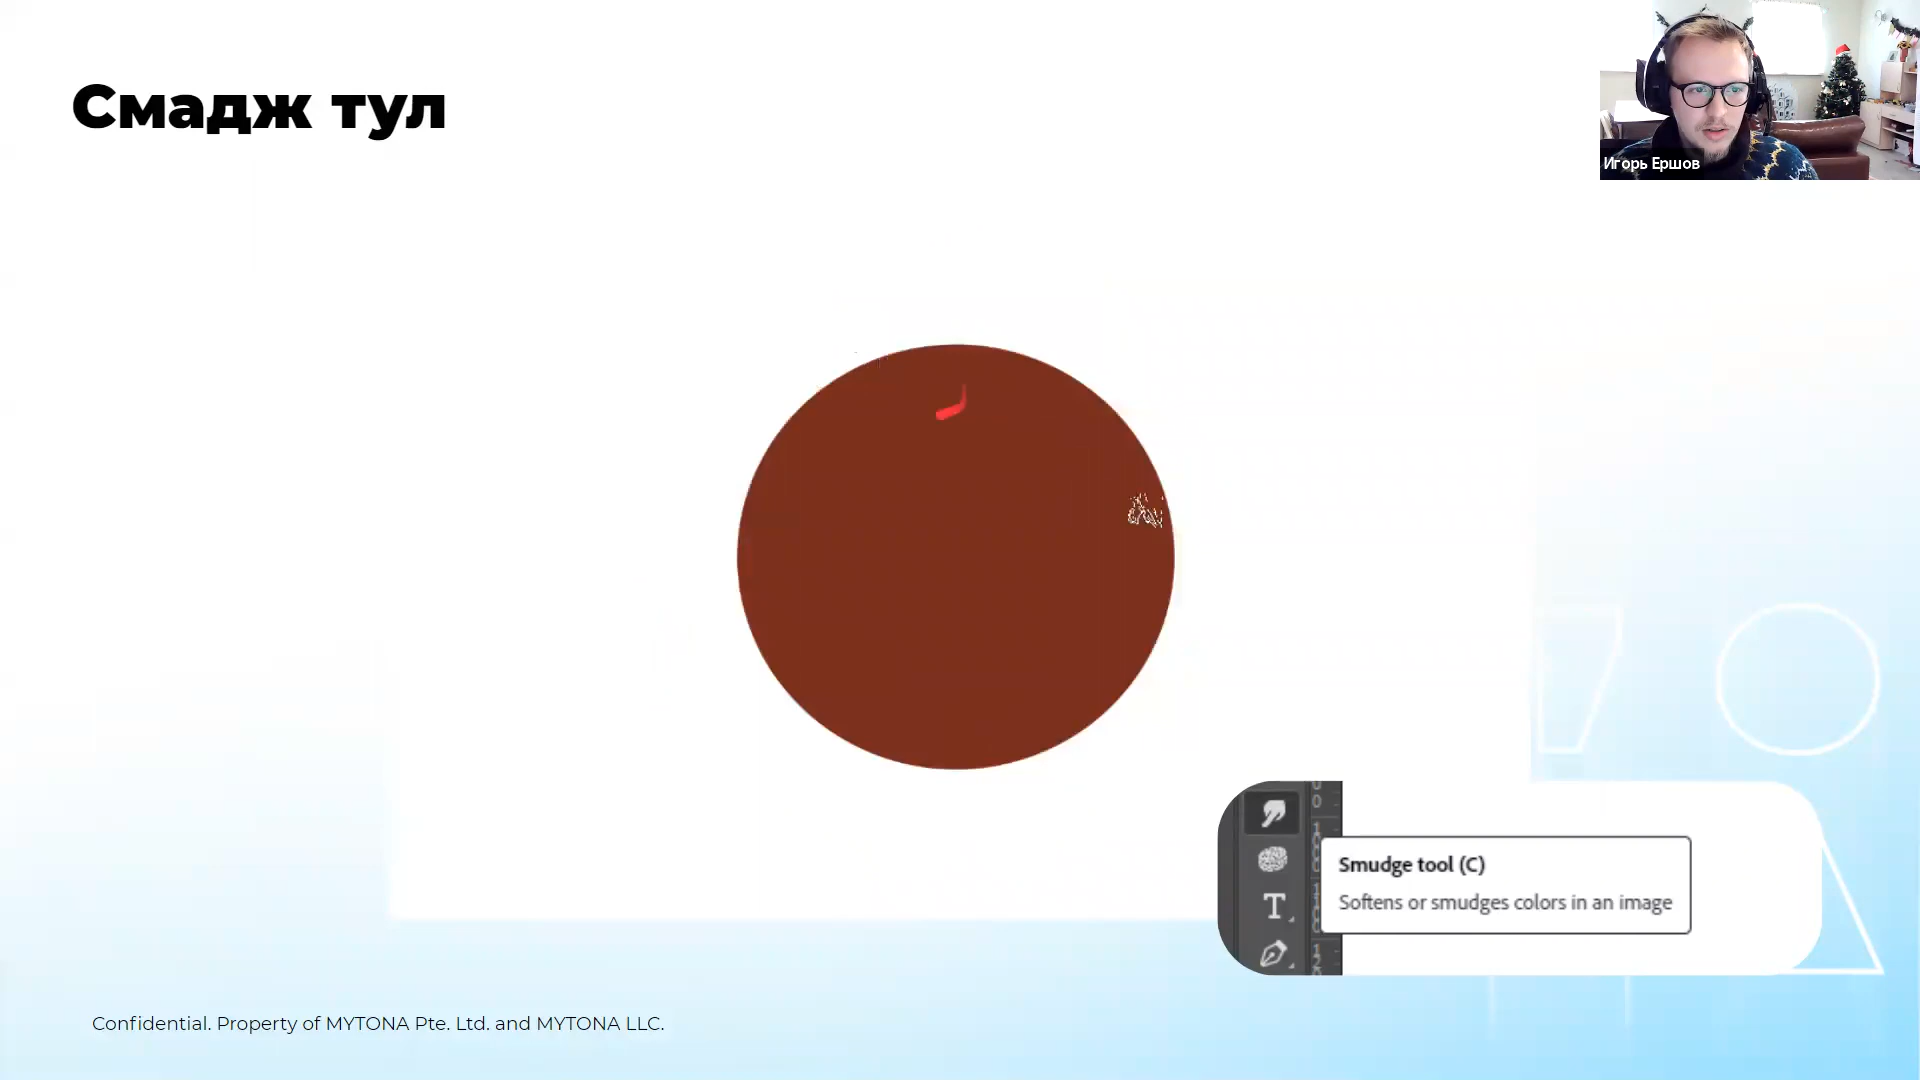 Смадж тул
Игорь Ершов
Smudge tool (C)
Softens or smudges colors in an image
Confidential. Property of MYTONA Pte. Ltd. and MYTONA LLC.